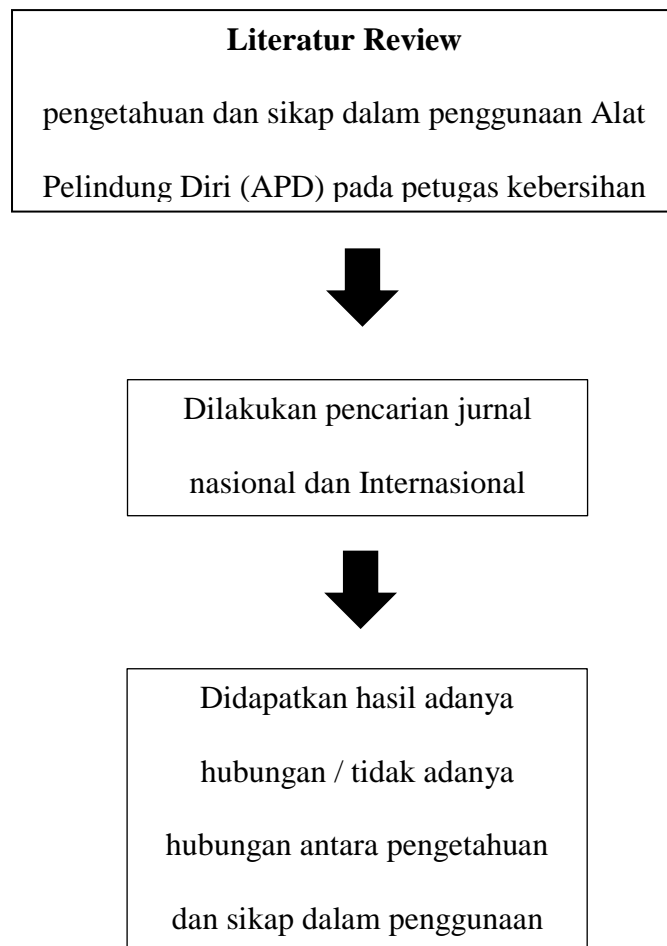 Literatur Review
pengetahuan dan sikap dalam penggunaan Alat
Pelindung Diri (APD) pada petugas kebersihan
Dilakukan pencarian jurnal
nasional dan Internasional
Didapatkan hasil adanya
hubungan / tidak adanya
hubungan antara pengetahuan
dan sikap dalam penggunaan